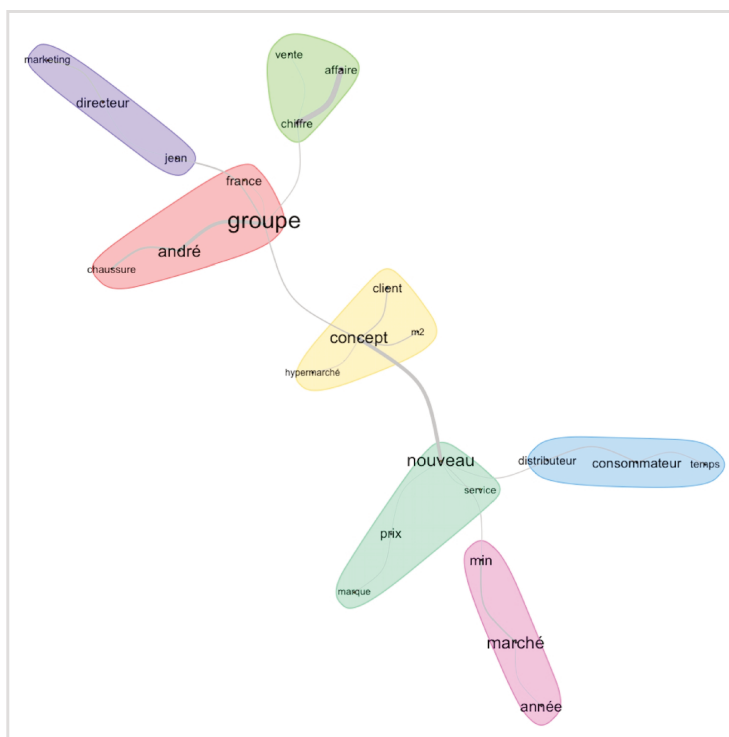 vente
marketing
affaire
directeur
chiffre
jean
france
groupe
andré
chaussure
client
m2
concept
hypermarché
nouveau
distributeur
consommateur
temps
service
prix
min
marque
marché
année